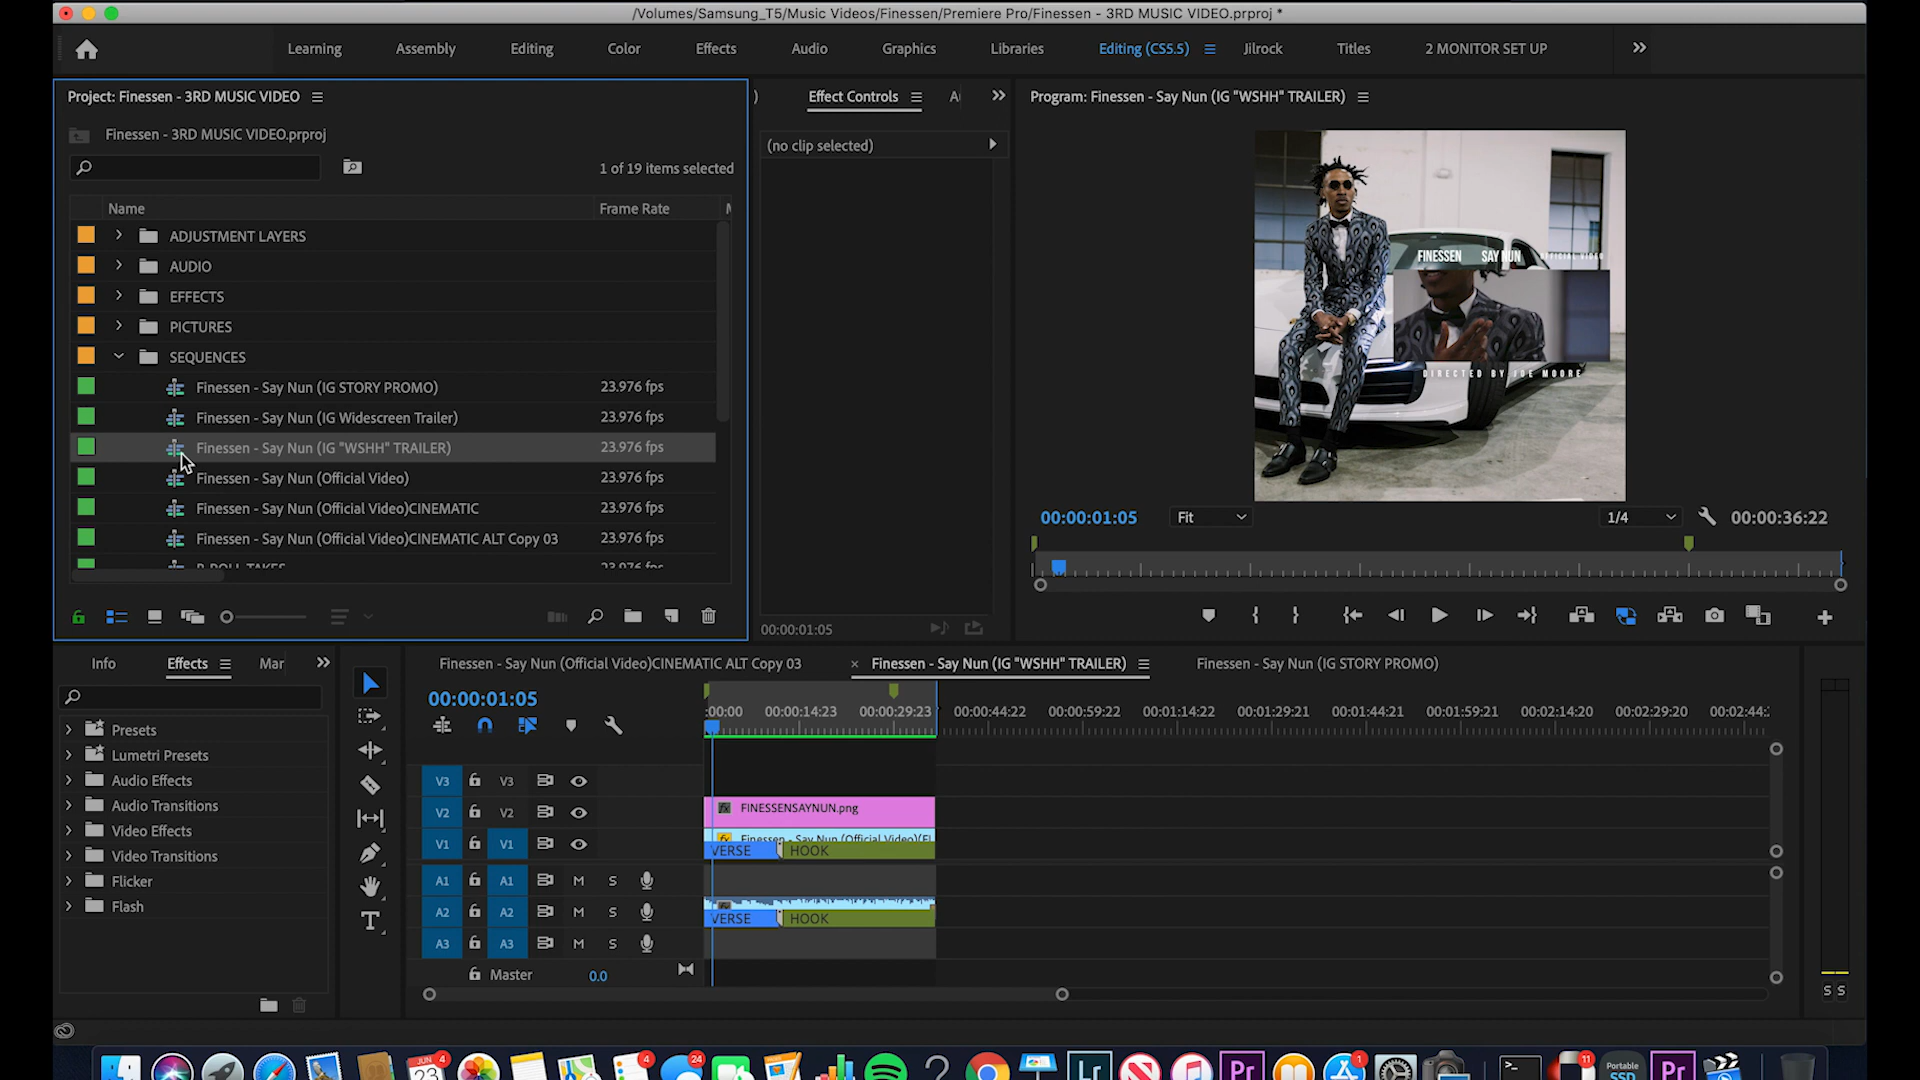 /Volumes/Samsung_T5/Music Videos/Finessen/Premiere Pro/Finessen - 3RD MUSIC VIDEO.prproj *
Learning Assembly Editing Color Effects Audio Graphics Libraries Editing (CS5.5) Jilrock Titles 2 MONITOR SET UP
Project: Finessen - 3RD MUSIC VIDEO
Finessen - 3RD MUSIC VIDEO.prproj
1 of 19 items selected
Name Frame Rate
ADJUSTMENT LAYERS
AUDIO
EFFECTS
PICTURES
SEQUENCES
Finessen - Say Nun (IG STORY PROMO) 23.976 fps
Finessen - Say Nun (IG Widescreen Trailer) 23.976 fps
Finessen - Say Nun (IG "WSHH" TRAILER) 23.976 fps
Finessen - Say Nun (Official Video) 23.976 fps
Finessen - Say Nun (Official Video)CINEMATIC 23.976 fps
Finessen - Say Nun (Official Video)CINEMATIC ALT Copy 03 23.976 fps
B-ROLL TAKES 23.976 fps
Effect Controls
(no clip selected)
00:00:01:05
Program: Finessen - Say Nun (IG "WSHH" TRAILER)
FINESSEN SAY NUN OFFICIAL VIDEO
DIRECTED BY JOE MOORE
00:00:01:05 Fit 1/4 00:00:36:22
Info Effects Mar
Presets
Lumetri Presets
Audio Effects
Audio Transitions
Video Effects
Video Transitions
Flicker
Flash
Finessen - Say Nun (Official Video)CINEMATIC ALT Copy 03 × Finessen - Say Nun (IG "WSHH" TRAILER) Finessen - Say Nun (IG STORY PROMO)
00:00:01:05
:00:00 00:00:14:23 00:00:29:23 00:00:44:22 00:00:59:22 00:01:14:22 00:01:29:21 00:01:44:21 00:01:59:21 00:02:14:20 00:02:29:20 00:02:44:
V3 V3
V2 V2 FINESSENSAYNUN.png
V1 V1 Finessen - Say Nun (Official Video)(F
VERSE HOOK
A1 A1 M S
A2 A2 M S
VERSE HOOK
A3 A3 M S
Master 0.0
S S
JUN 4 4 24 1 11
23 Lr Pr Portable SSD Pr